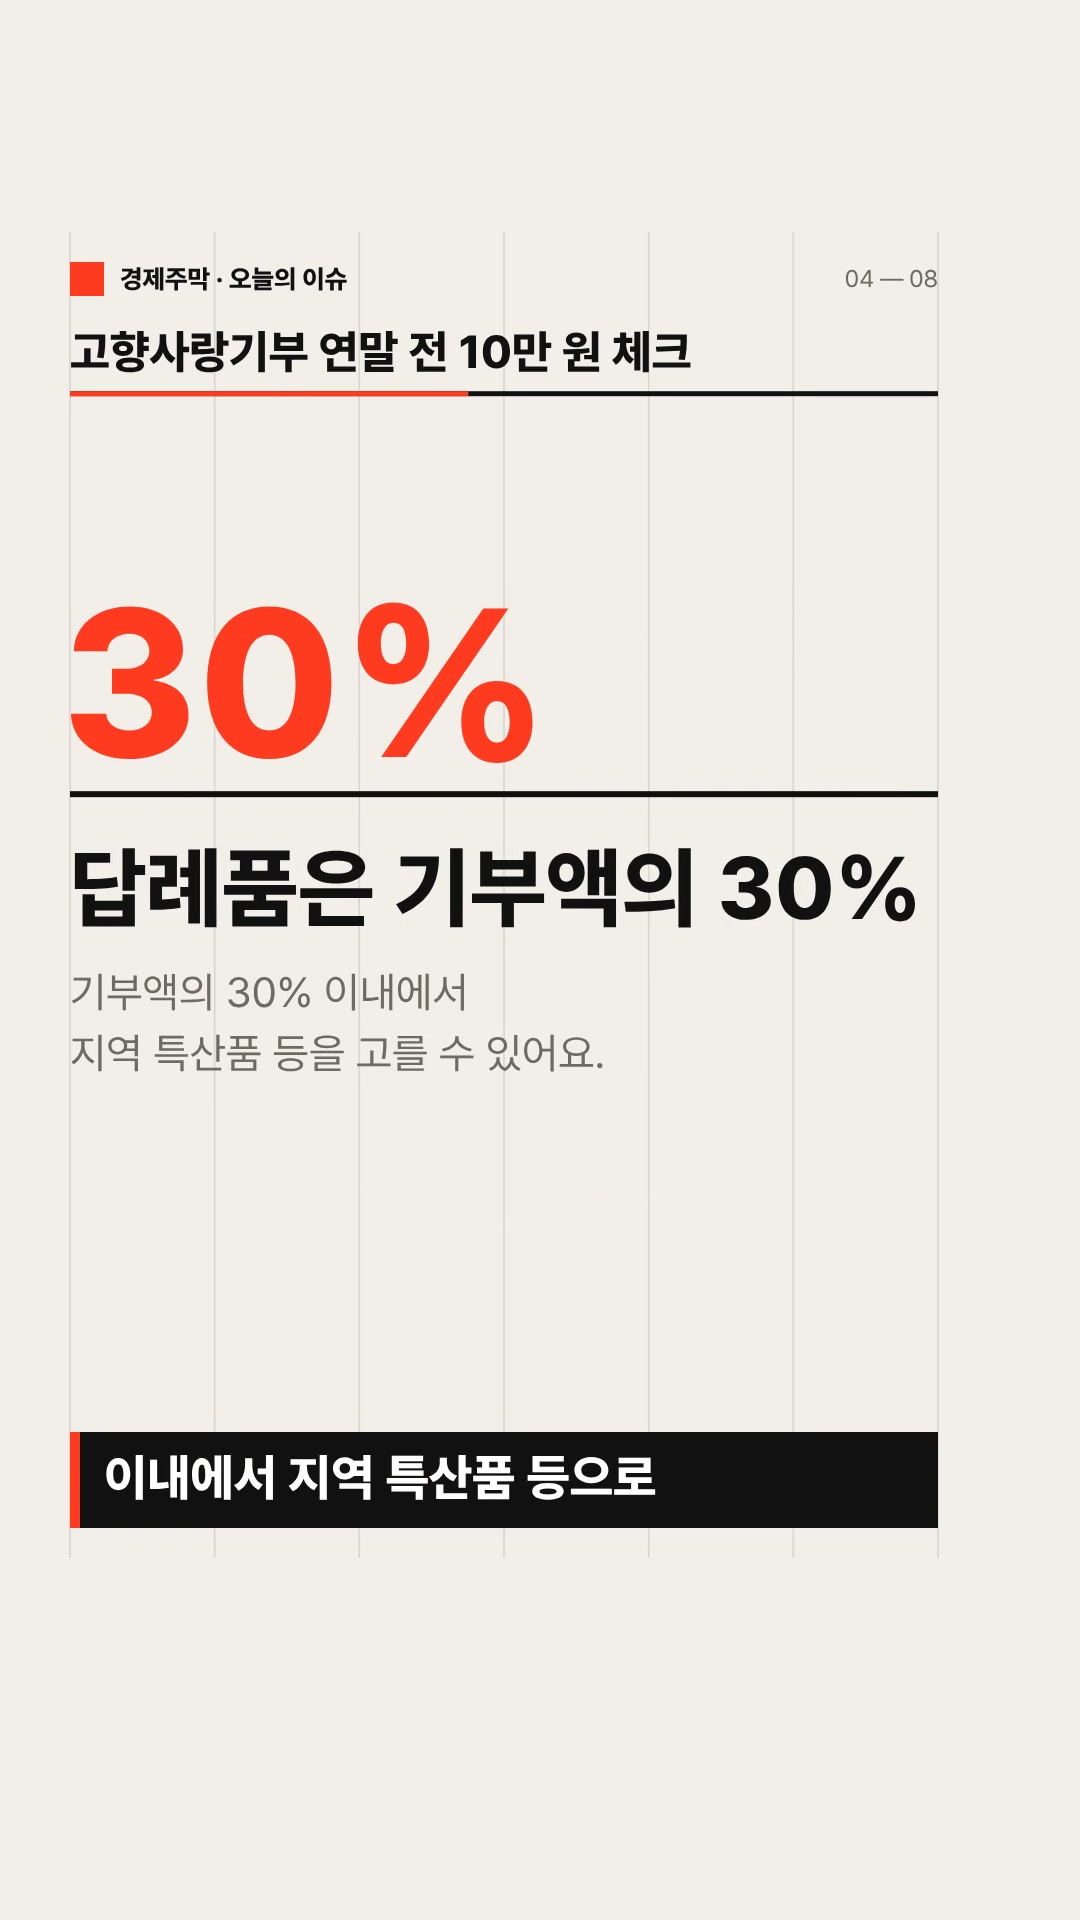 경제주막 · 오늘의 이슈
04 — 08
고향사랑기부 연말 전 10만 원 체크
30%
답례품은 기부액의 30%
기부액의 30% 이내에서
지역 특산품 등을 고를 수 있어요.
이내에서 지역 특산품 등으로